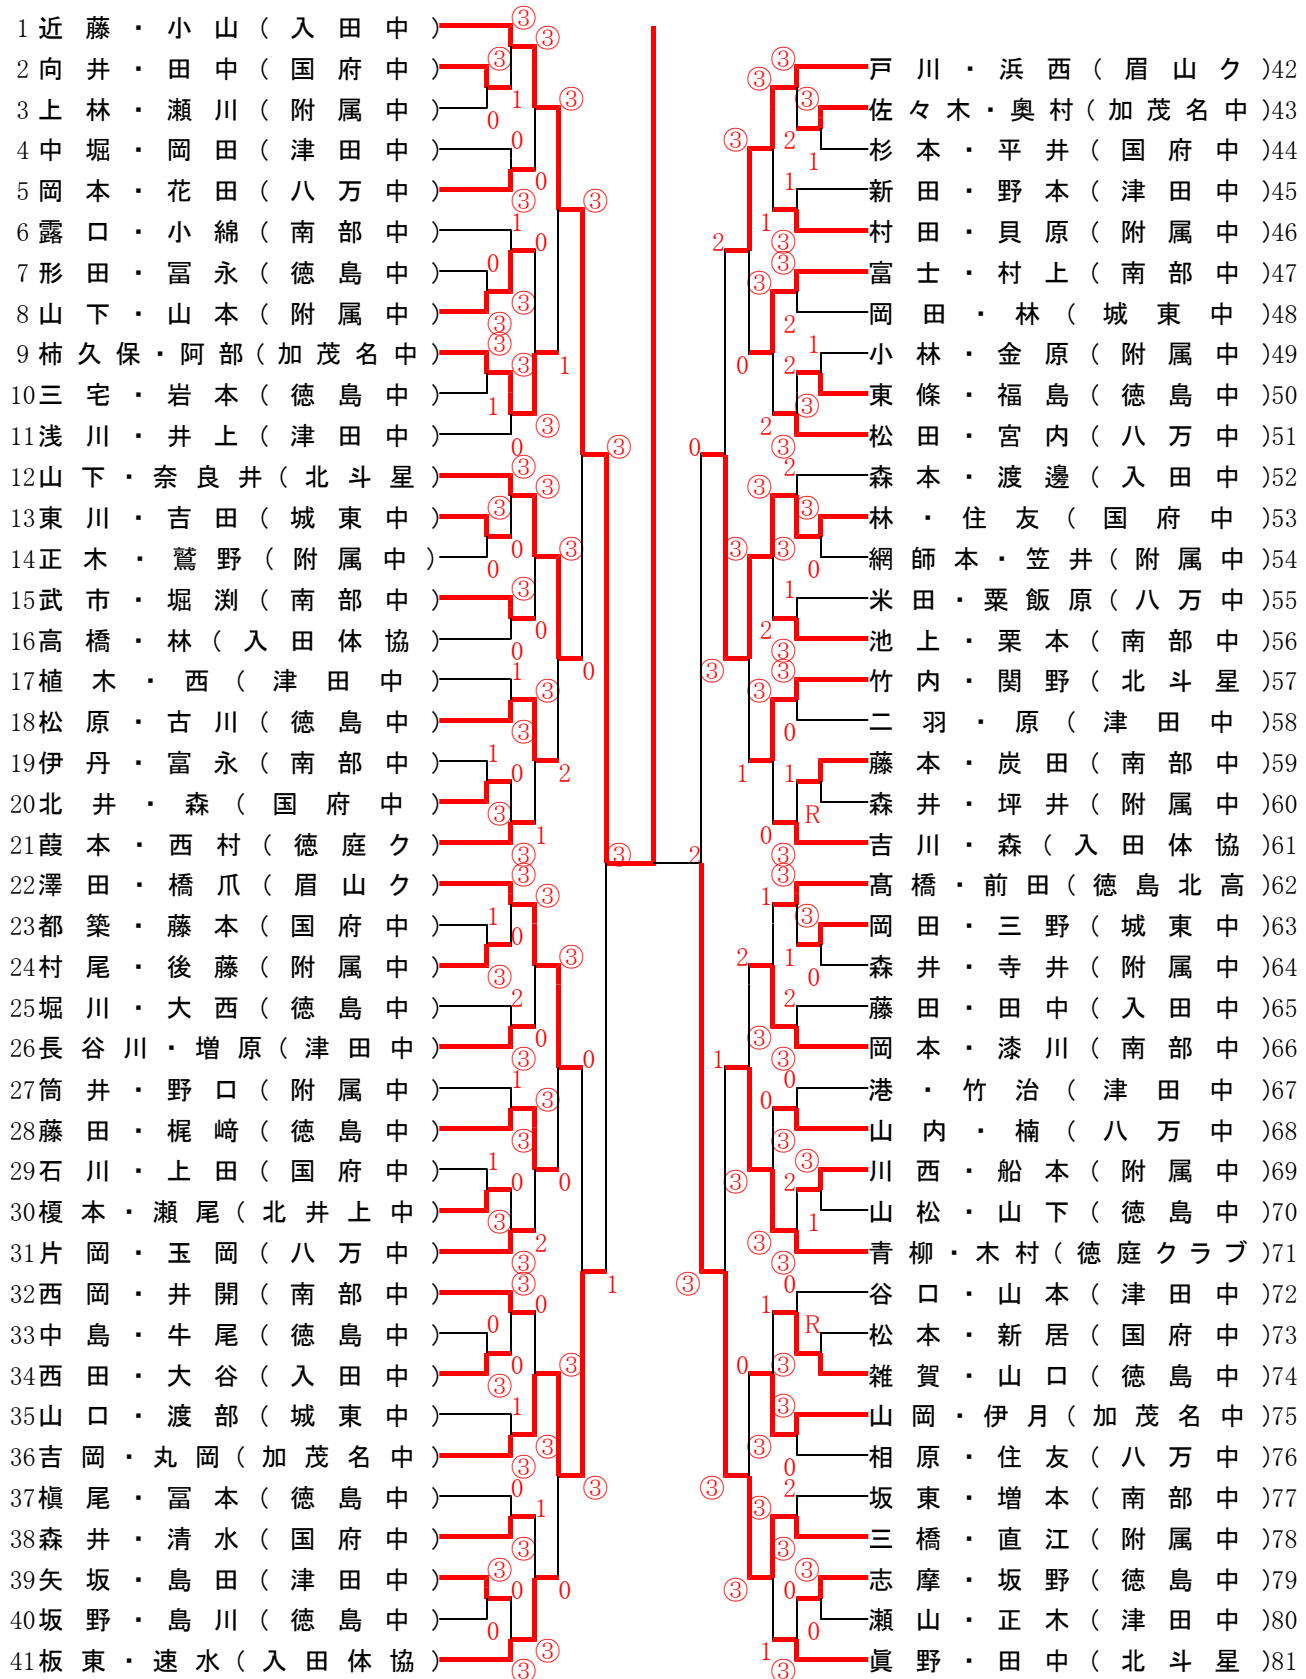 1 近藤・小山(入田中)
2 向井・田中(国府中)
3 上林・瀬川(附属中)
4 中堀・岡田(津田中)
5 岡本・花田(八万中)
6 露口・小綿(南部中)
7 形田・冨永(徳島中)
8 山下・山本(附属中)
9 柿久保・阿部(加茂名中)
10 三宅・岩本(徳島中)
11 浅川・井上(津田中)
12 山下・奈良井(北斗星)
13 東川・吉田(城東中)
14 正木・鷲野(附属中)
15 武市・堀渕(南部中)
16 高橋・林(入田体協)
17 植木・西(津田中)
18 松原・古川(徳島中)
19 伊丹・富永(南部中)
20 北井・森(国府中)
21 葭本・西村(徳庭ク)
22 澤田・橋爪(眉山ク)
23 都築・藤本(国府中)
24 村尾・後藤(附属中)
25 堀川・大西(徳島中)
26 長谷川・増原(津田中)
27 筒井・野口(附属中)
28 藤田・梶﨑(徳島中)
29 石川・上田(国府中)
30 榎本・瀬尾(北井上中)
31 片岡・玉岡(八万中)
32 西岡・井開(南部中)
33 中島・牛尾(徳島中)
34 西田・大谷(入田中)
35 山口・渡部(城東中)
36 吉岡・丸岡(加茂名中)
37 槇尾・冨本(徳島中)
38 森井・清水(国府中)
39 矢坂・島田(津田中)
40 坂野・島川(徳島中)
41 板東・速水(入田体協)
戸川・浜西(眉山ク)42
佐々木・奥村(加茂名中)43
杉本・平井(国府中)44
新田・野本(津田中)45
村田・貝原(附属中)46
富士・村上(南部中)47
岡田・林(城東中)48
小林・金原(附属中)49
東條・福島(徳島中)50
松田・宮内(八万中)51
森本・渡邊(入田中)52
林・住友(国府中)53
網師本・笠井(附属中)54
米田・粟飯原(八万中)55
池上・栗本(南部中)56
竹内・関野(北斗星)57
二羽・原(津田中)58
藤本・炭田(南部中)59
森井・坪井(附属中)60
吉川・森(入田体協)61
髙橋・前田(徳島北高)62
岡田・三野(城東中)63
森井・寺井(附属中)64
藤田・田中(入田中)65
岡本・漆川(南部中)66
港・竹治(津田中)67
山内・楠(八万中)68
川西・船本(附属中)69
山松・山下(徳島中)70
青柳・木村(徳庭クラブ)71
谷口・山本(津田中)72
松本・新居(国府中)73
雑賀・山口(徳島中)74
山岡・伊月(加茂名中)75
相原・住友(八万中)76
坂東・増本(南部中)77
三橋・直江(附属中)78
志摩・坂野(徳島中)79
瀬山・正木(津田中)80
眞野・田中(北斗星)81